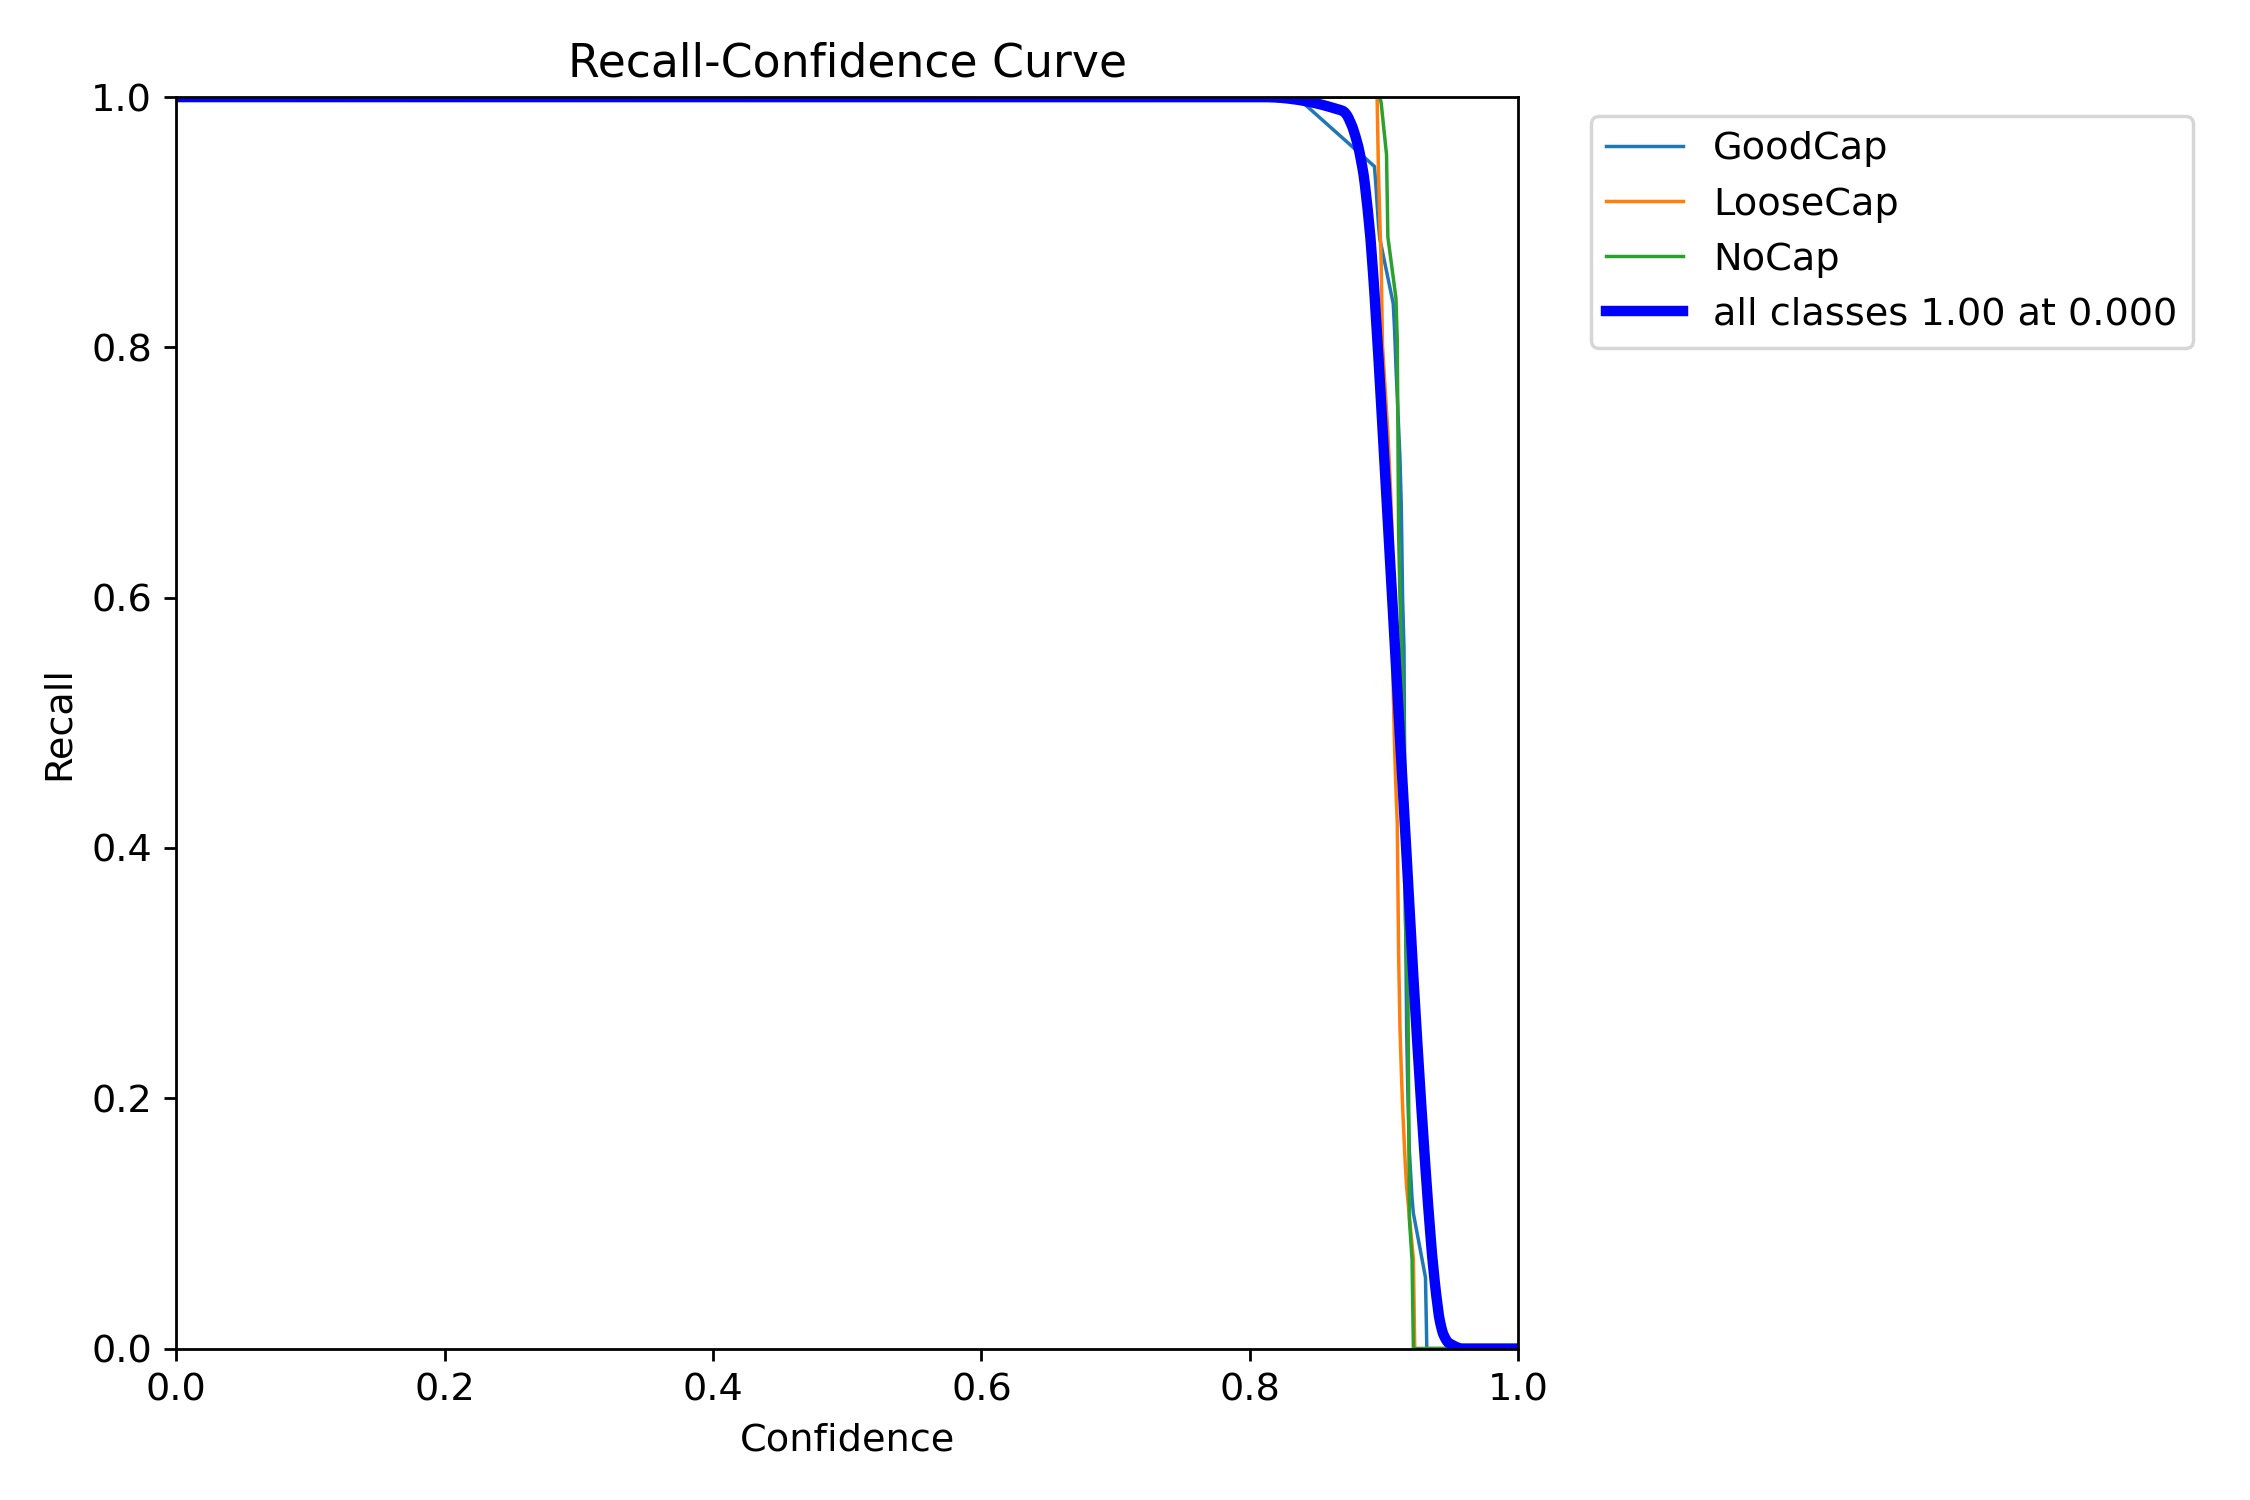 Recall-Confidence Curve
1.0
0.8
0.6
0.4
0.2
0.0
Recall
0.0 0.2 0.4 0.6 0.8 1.0
Confidence
GoodCap
LooseCap
NoCap
all classes 1.00 at 0.000